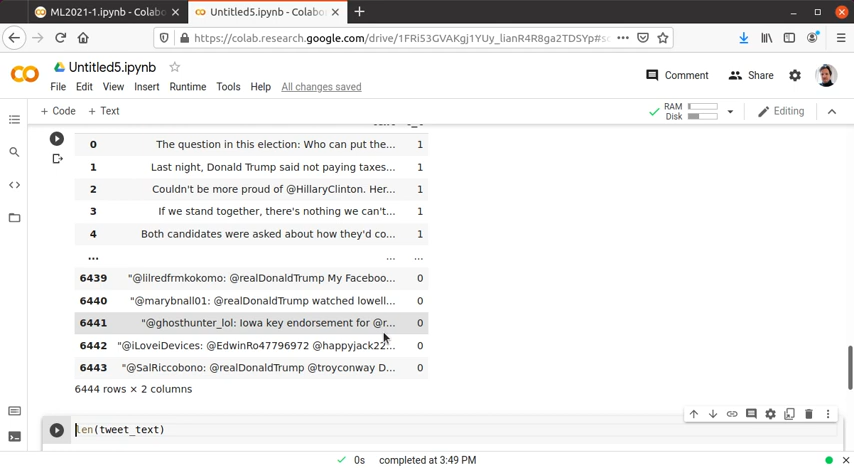 ML2021-1.ipynb - Colabo
Untitled5.ipynb - Colabo
https://colab.research.google.com/drive/1FRi53GVAKgj1YUy_lianR4R8ga2TDSYp#sc
Untitled5.ipynb
Comment
Share
File Edit View Insert Runtime Tools Help All changes saved
+ Code + Text
RAM
Disk
Editing
0 The question in this election: Who can put the... 1
1 Last night, Donald Trump said not paying taxes... 1
2 Couldn't be more proud of @HillaryClinton. Her... 1
3 If we stand together, there's nothing we can't... 1
4 Both candidates were asked about how they'd co... 1
... ... ...
6439 "@lilredfrmkokomo: @realDonaldTrump My Faceboo... 0
6440 "@marybnall01: @realDonaldTrump watched lowell... 0
6441 "@ghosthunter_lol: Iowa key endorsement for @r... 0
6442 "@iLoveiDevices: @EdwinRo47796972 @happyjack22... 0
6443 "@SalRiccobono: @realDonaldTrump @troyconway D... 0
6444 rows × 2 columns
len(tweet_text)
0s completed at 3:49 PM